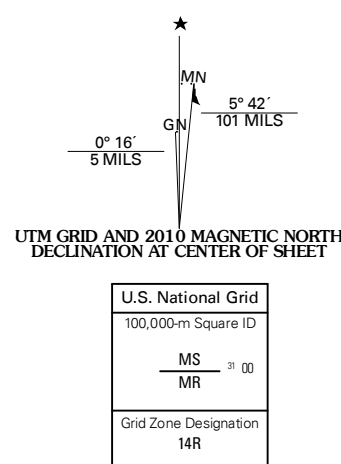 ★
MN
GN
5° 42´
101 MILS
0° 16´
5 MILS
UTM GRID AND 2010 MAGNETIC NORTH
DECLINATION AT CENTER OF SHEET
U.S. National Grid
100,000-m Square ID
MS
31 00
MR
Grid Zone Designation
14R